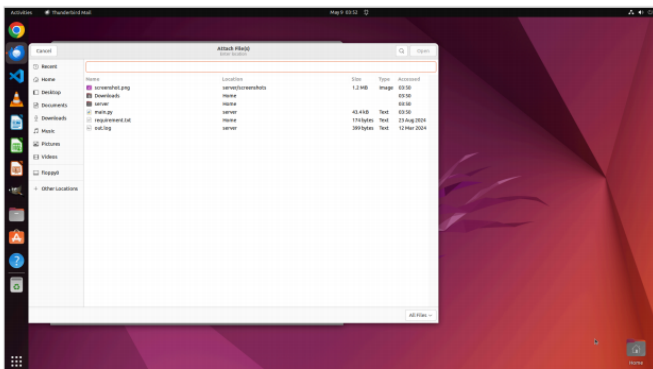 Activities Thunderbird Mail May 9 03:52
Cancel Attach File(s) Open
Enter location
Recent
Home
Desktop
Documents
Downloads
Music
Pictures
Videos
floppy0
+ Other Locations
Name Location Size Type Accessed
screenshot.png server/screenshots 1.2 MB Image 03:50
Downloads Home 03:50
server Home 03:50
main.py server 43.4 kB Text 03:50
requirement.txt Home 174 bytes Text 23 Aug 2024
out.log server 399 bytes Text 12 Mar 2024
All Files
Home